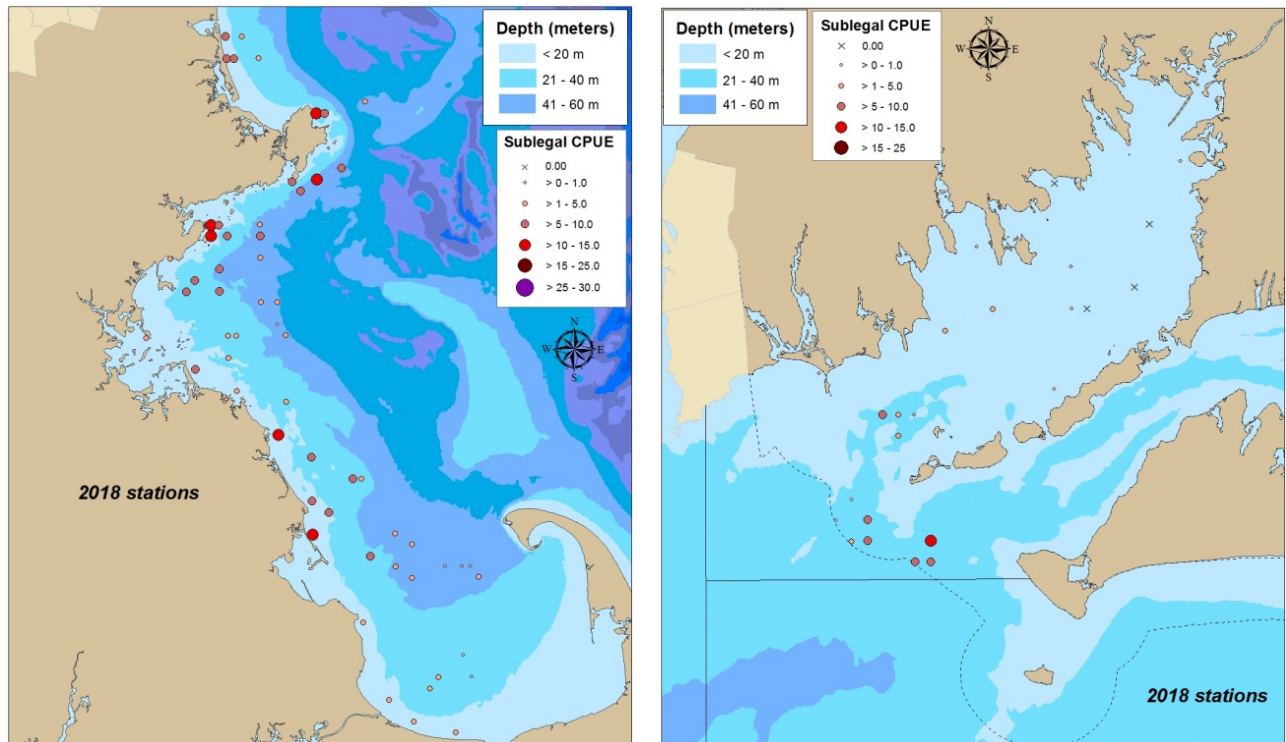 Depth (meters)
< 20 m
21 - 40 m
41 - 60 m
Sublegal CPUE
0.00
> 0 - 1.0
> 1 - 5.0
> 5 - 10.0
> 10 - 15.0
> 15 - 25.0
> 25 - 30.0
N
W E
S
2018 stations
Depth (meters)
< 20 m
21 - 40 m
41 - 60 m
Sublegal CPUE
0.00
> 0 - 1.0
> 1 - 5.0
> 5 - 10.0
> 10 - 15.0
> 15 - 25
N
W E
S
2018 stations